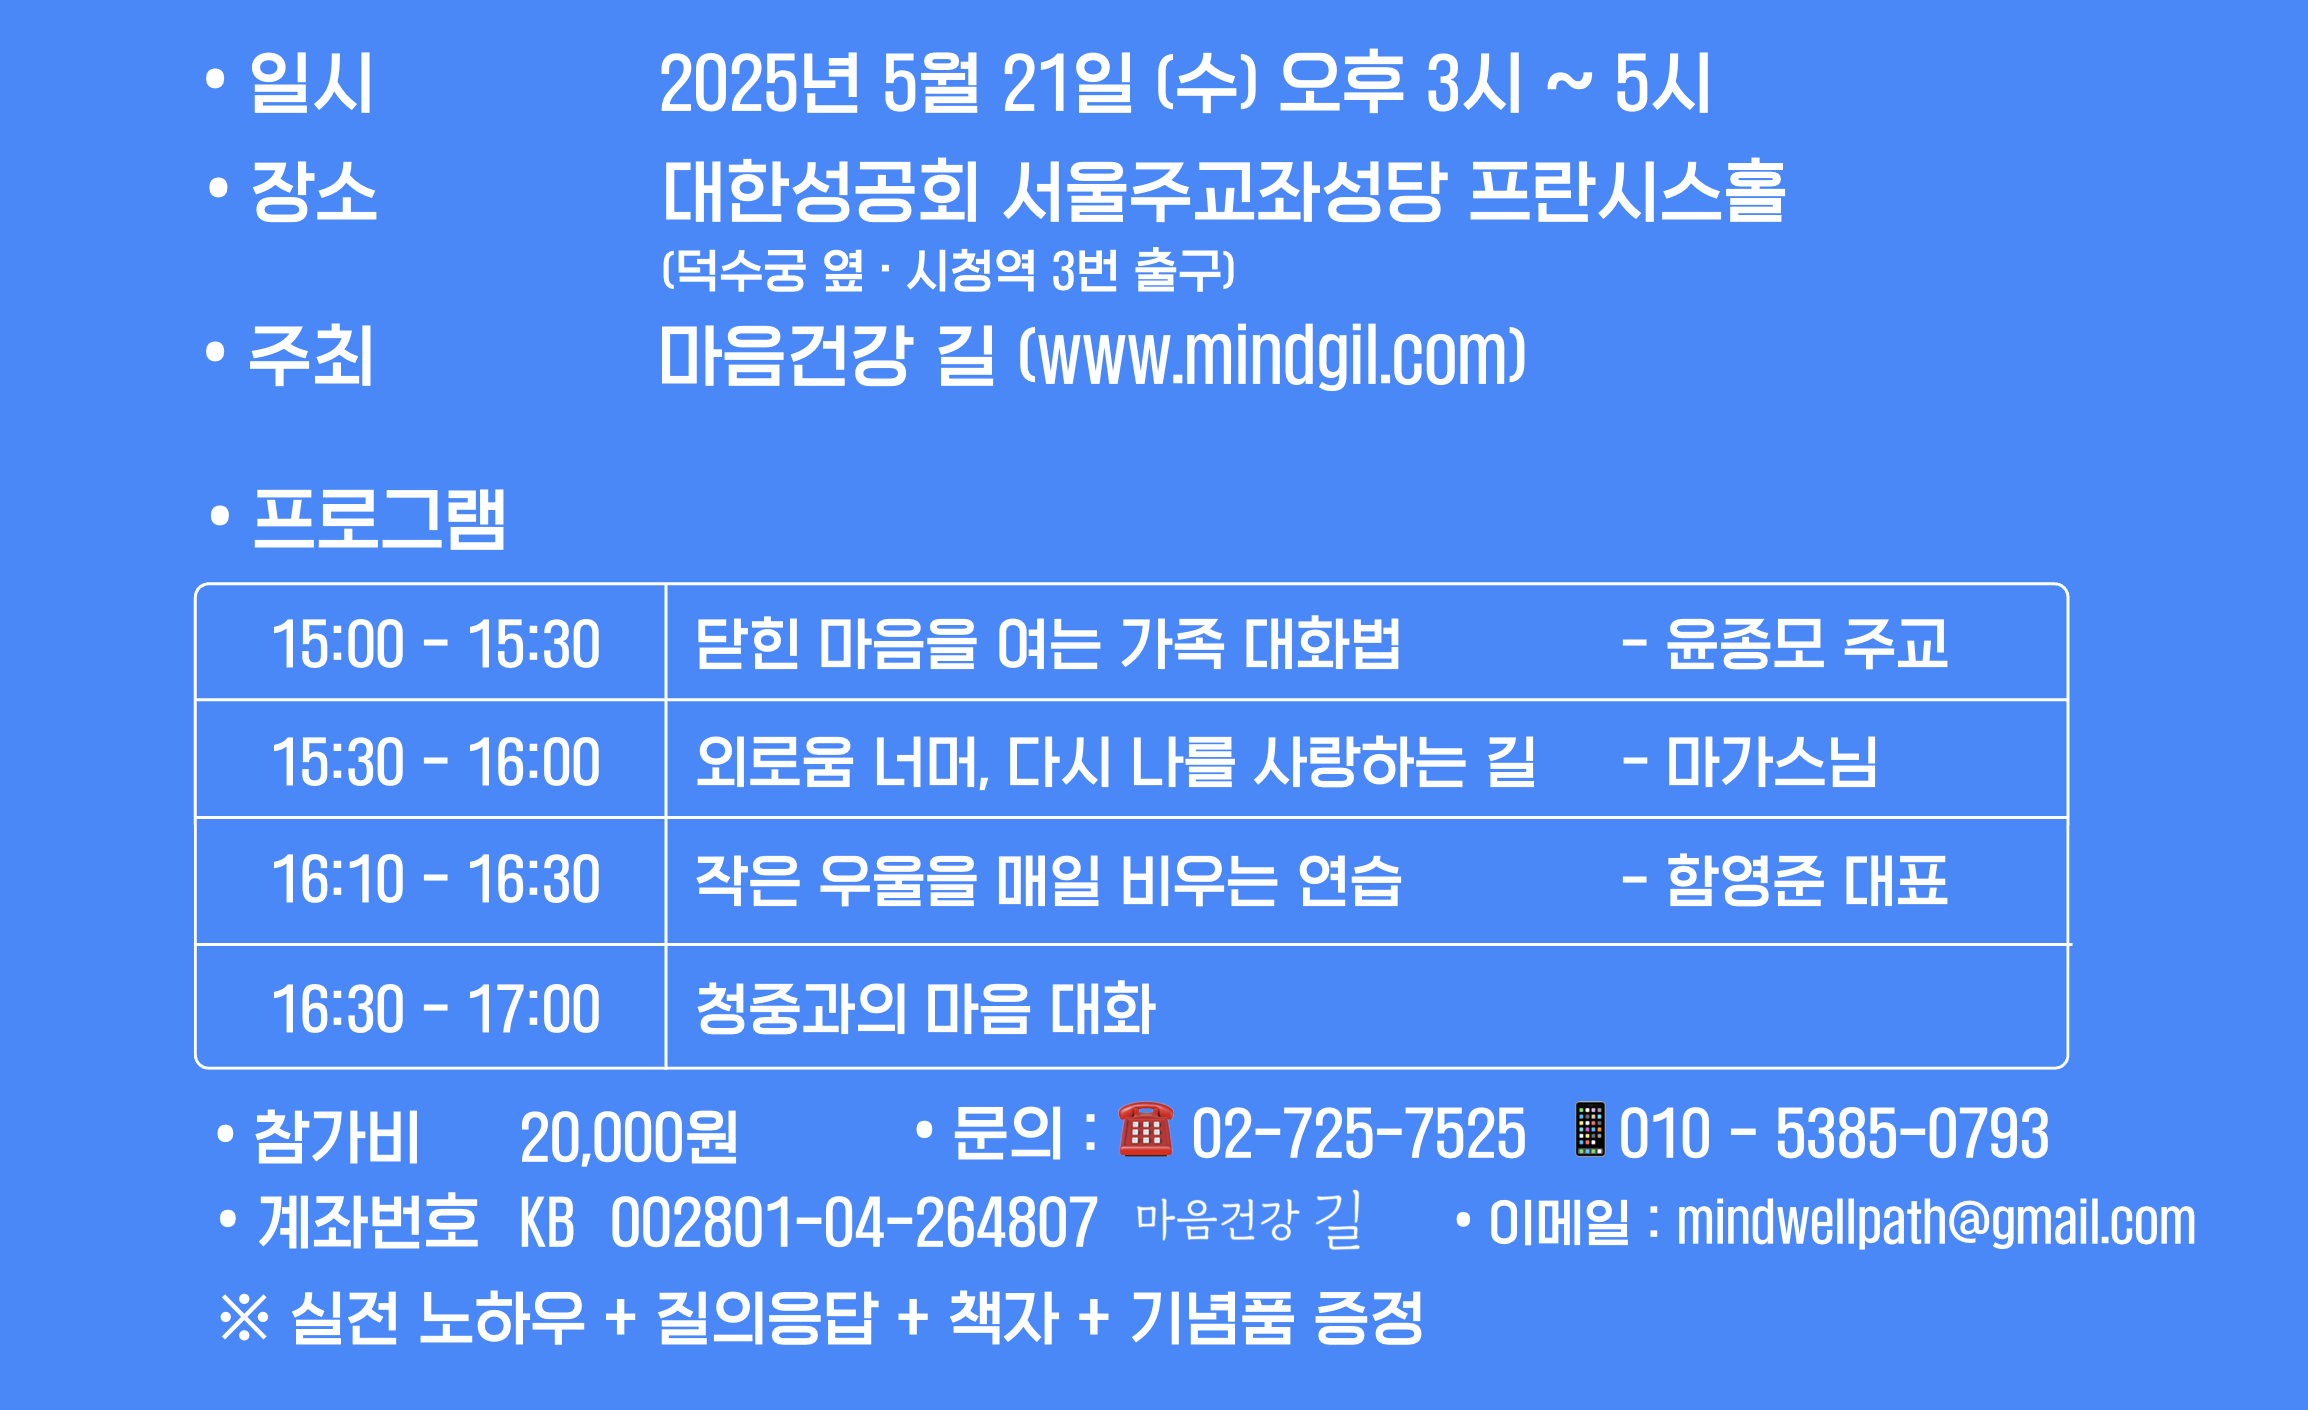 • 일시 2025년 5월 21일 (수) 오후 3시 ~ 5시
• 장소 대한성공회 서울주교좌성당 프란시스홀
(덕수궁 옆 · 시청역 3번 출구)
• 주최 마음건강 길 (www.mindgil.com)
• 프로그램
15:00 - 15:30 닫힌 마음을 여는 가족 대화법 - 윤종모 주교
15:30 - 16:00 외로움 너머, 다시 나를 사랑하는 길 - 마가스님
16:10 - 16:30 작은 우울을 매일 비우는 연습 - 함영준 대표
16:30 - 17:00 청중과의 마음 대화
• 참가비 20,000원 • 문의 : ☎️ 02-725-7525 📱010 - 5385-0793
• 계좌번호 KB 002801-04-264807 마음건강 길 • 이메일 : mindwellpath@gmail.com
※ 실전 노하우 + 질의응답 + 책자 + 기념품 증정